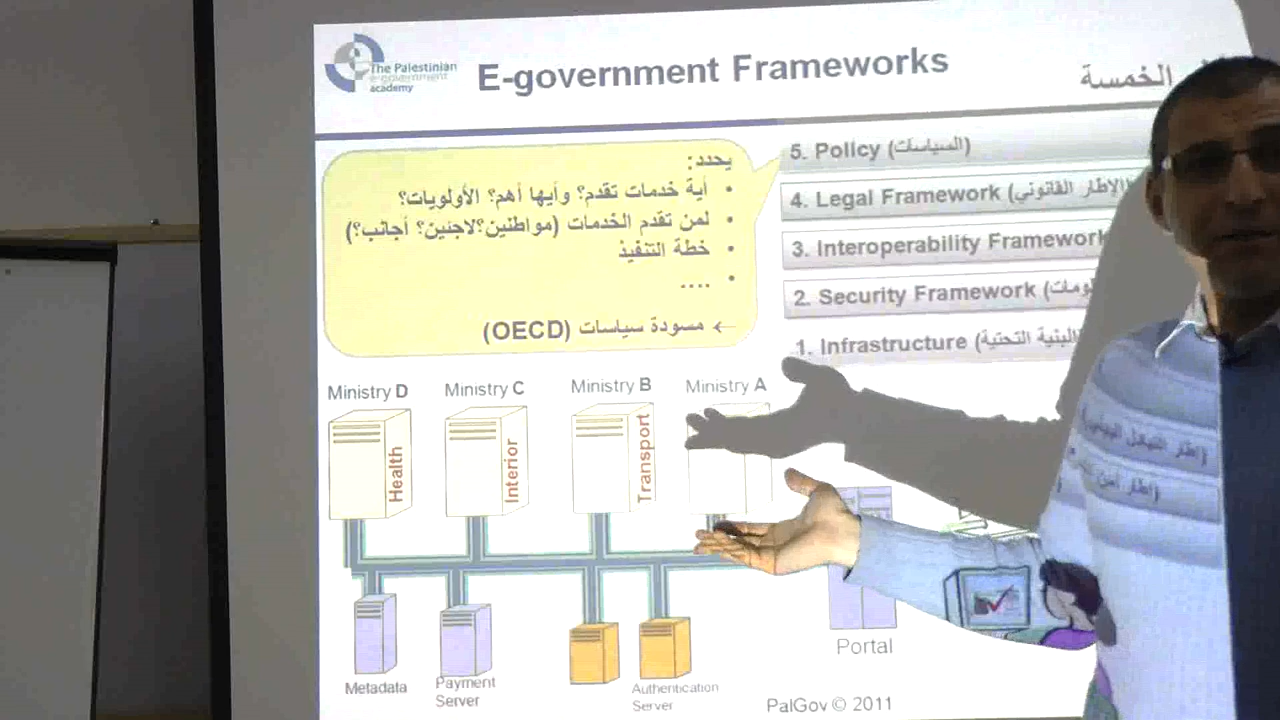 The Palestinian
e-government
academy
E-government Frameworks
الخمسة
يحدد:
• أية خدمات تقدم؟ وأيها أهم؟ الأولويات؟
• لمن تقدم الخدمات (مواطنين؟لاجئين؟ أجانب؟)
• خطة التنفيذ
• ....
← مسودة سياسات (OECD)
5. Policy (السياسات)
4. Legal Framework (الإطار القانوني)
3. Interoperability Framework
2. Security Framework
1. Infrastructure (البنية التحتية
(إطار التبادل البيني)
Ministry D
Ministry C
Ministry B
Ministry A
Health
Interior
Transport
Metadata
Payment
Server
Authentication
Server
Portal
PalGov © 2011